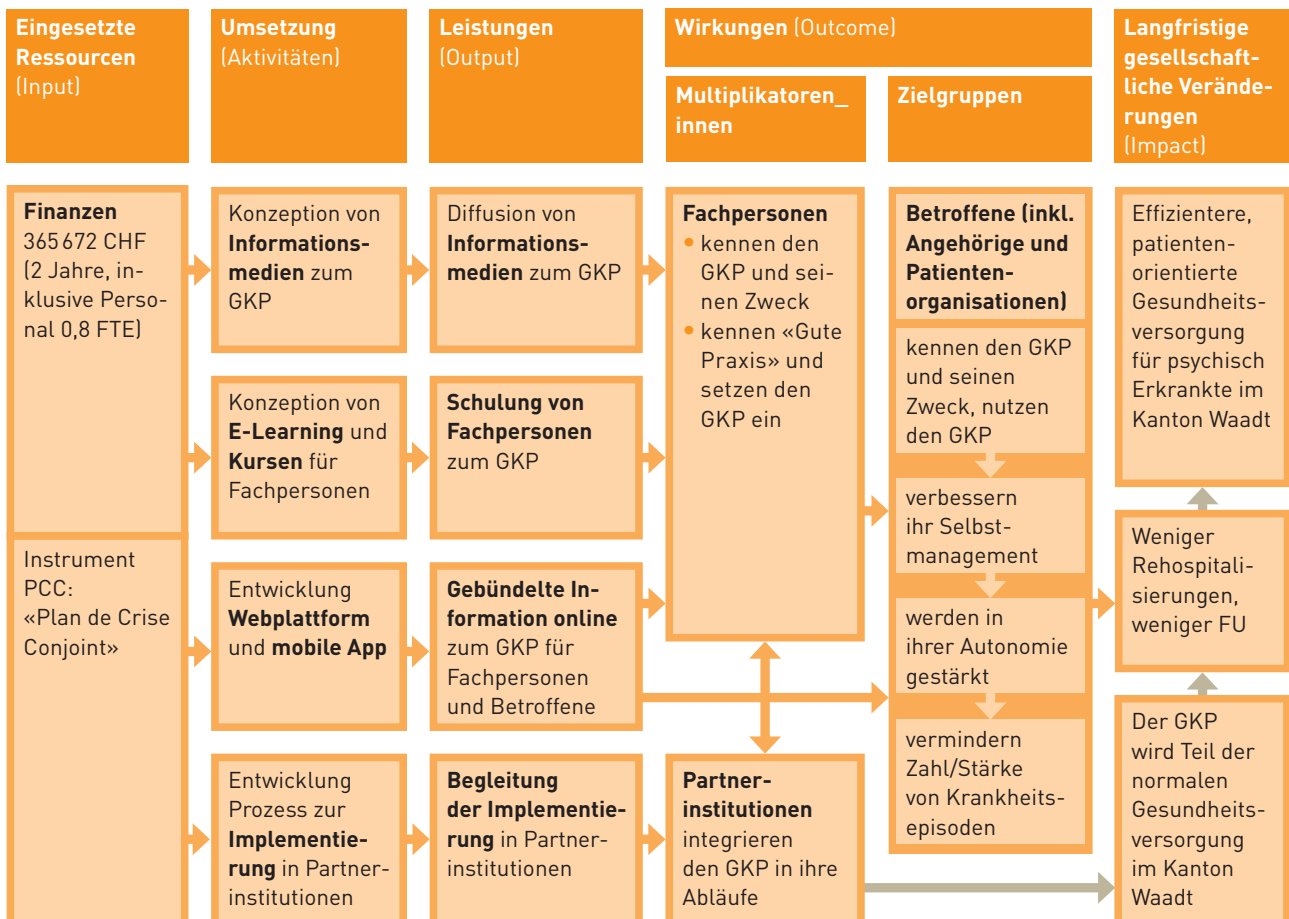 Eingesetzte
Ressourcen
(Input)
Umsetzung
(Aktivitäten)
Leistungen
(Output)
Wirkungen (Outcome)
Multiplikatoren_
innen
Zielgruppen
Langfristige
gesellschaft-
liche Verände-
rungen
(Impact)
Finanzen
365 672 CHF
(2 Jahre, in-
klusive Perso-
nal 0,8 FTE)
Instrument
PCC:
«Plan de Crise
Conjoint»
Konzeption von
Informations-
medien zum
GKP
Konzeption von
E-Learning und
Kursen für
Fachpersonen
Entwicklung
Webplattform
und mobile App
Entwicklung
Prozess zur
Implementie-
rung in Partner-
institutionen
Diffusion von
Informations-
medien zum GKP
Schulung von
Fachpersonen
zum GKP
Gebündelte In-
formation online
zum GKP für
Fachpersonen
und Betroffene
Begleitung
der Implementie-
rung in Partner-
institutionen
Fachpersonen
• kennen den
GKP und sei-
nen Zweck
• kennen «Gute
Praxis» und
setzen den
GKP ein
Partner-
institutionen
integrieren
den GKP in ihre
Abläufe
Betroffene (inkl.
Angehörige und
Patienten-
organisationen)
kennen den GKP
und seinen
Zweck, nutzen
den GKP
verbessern
ihr Selbst-
management
werden in
ihrer Autonomie
gestärkt
vermindern
Zahl/Stärke
von Krankheits-
episoden
Effizientere,
patienten-
orientierte
Gesundheits-
versorgung
für psychisch
Erkrankte im
Kanton Waadt
Weniger
Rehospitali-
sierungen,
weniger FU
Der GKP
wird Teil der
normalen
Gesundheits-
versorgung
im Kanton
Waadt